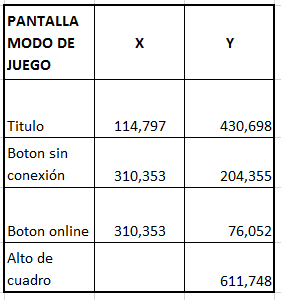 PANTALLA
MODO DE
JUEGO X Y
Titulo 114,797 430,698
Boton sin
conexión 310,353 204,355
Boton online 310,353 76,052
Alto de
cuadro 611,748